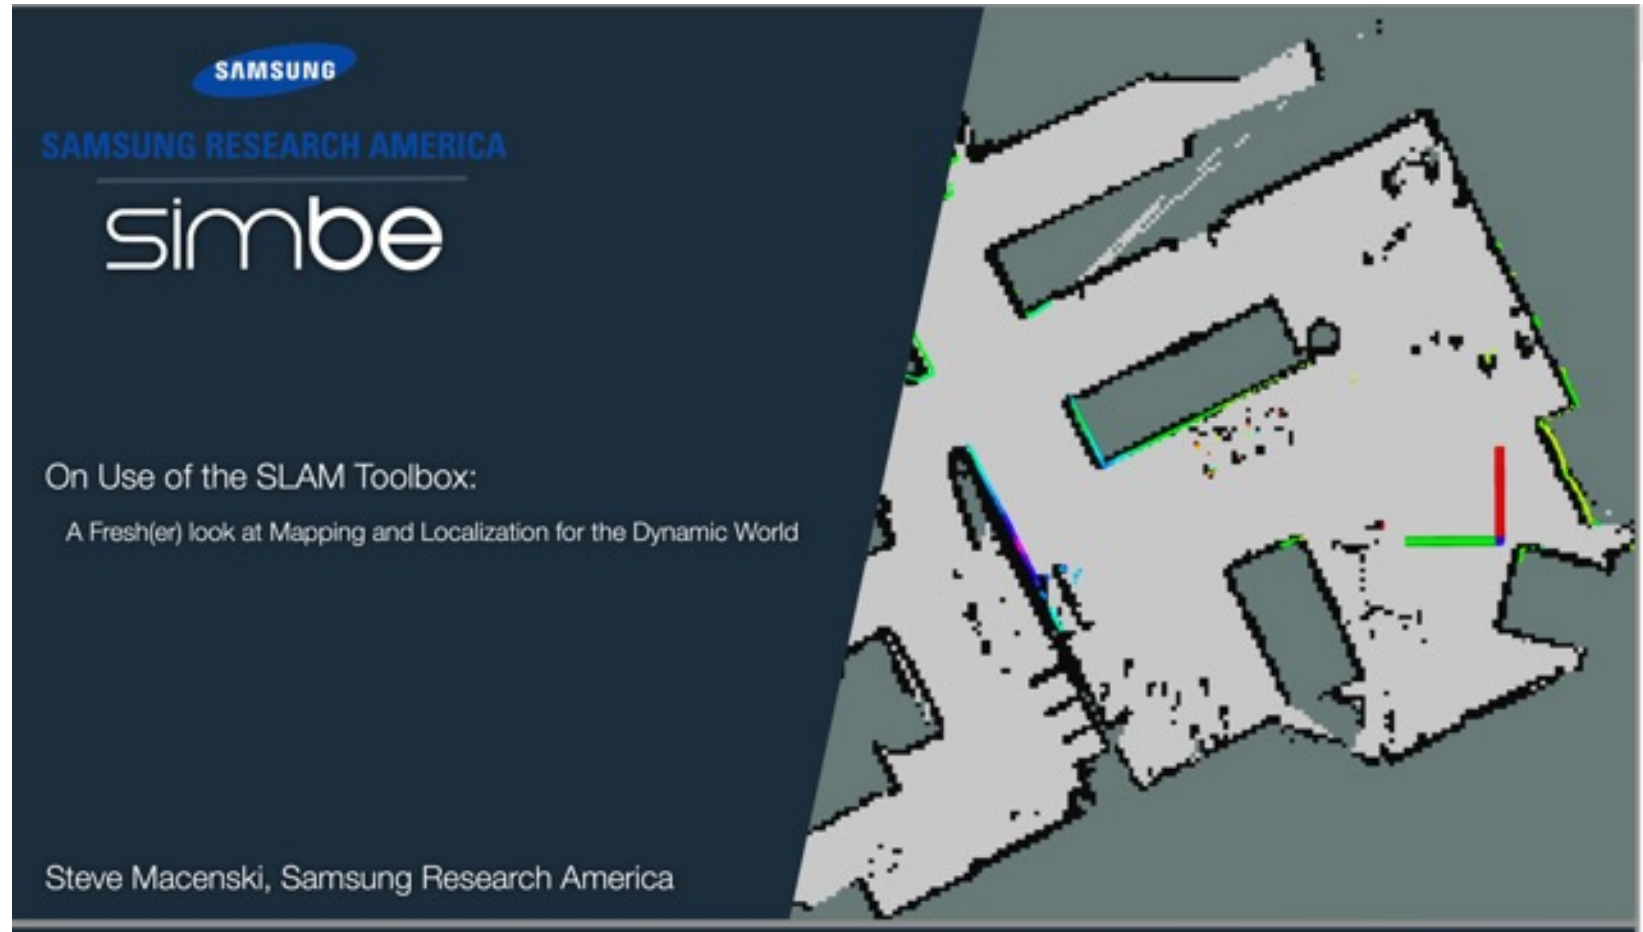 SAMSUNG
SAMSUNG RESEARCH AMERICA
simbe
On Use of the SLAM Toolbox:
A Fresh(er) look at Mapping and Localization for the Dynamic World
Steve Macenski, Samsung Research America